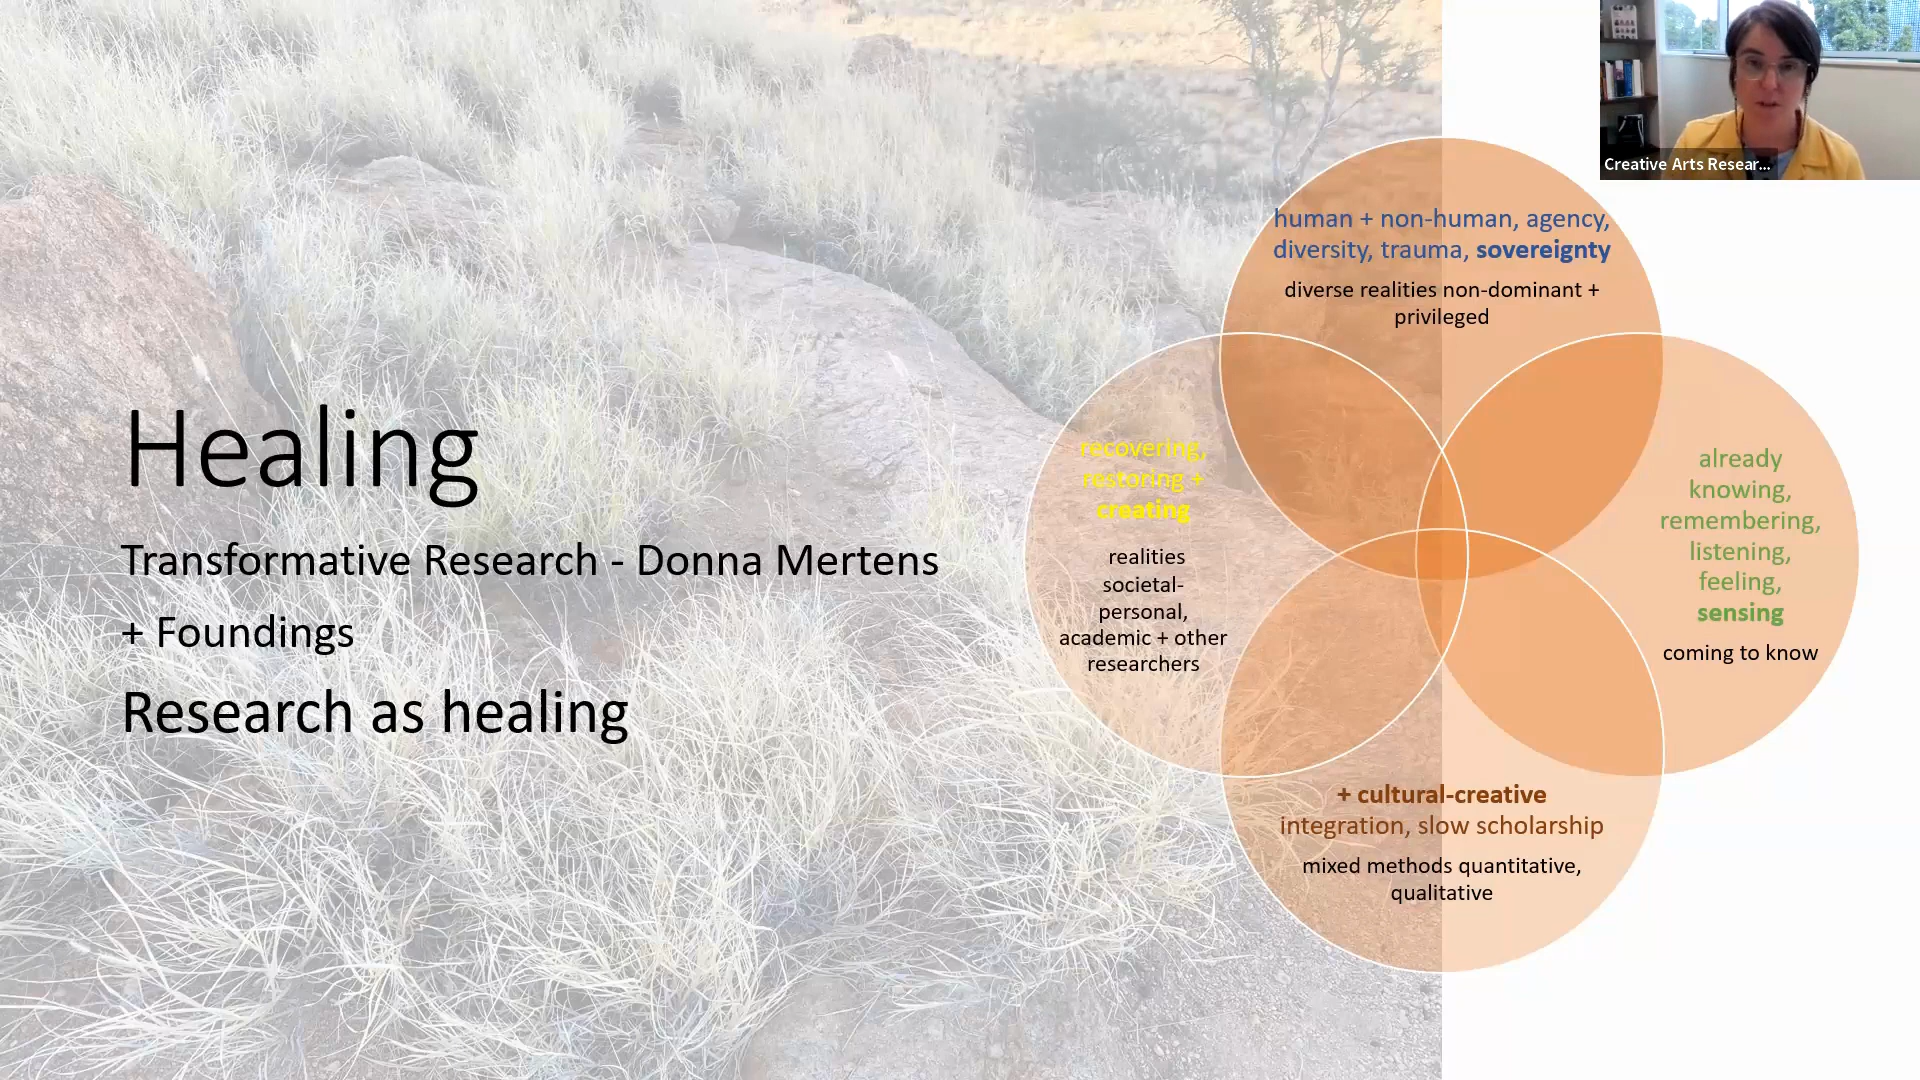 Creative Arts Resear...
human + non-human, agency,
diversity, trauma, sovereignty
diverse realities non-dominant +
privileged
Healing
Transformative Research - Donna Mertens
+ Foundings
Research as healing
recovering,
restoring +
creating
realities
societal-
personal,
academic + other
researchers
already
knowing,
remembering,
listening,
feeling,
sensing
coming to know
+ cultural-creative
integration, slow scholarship
mixed methods quantitative,
qualitative